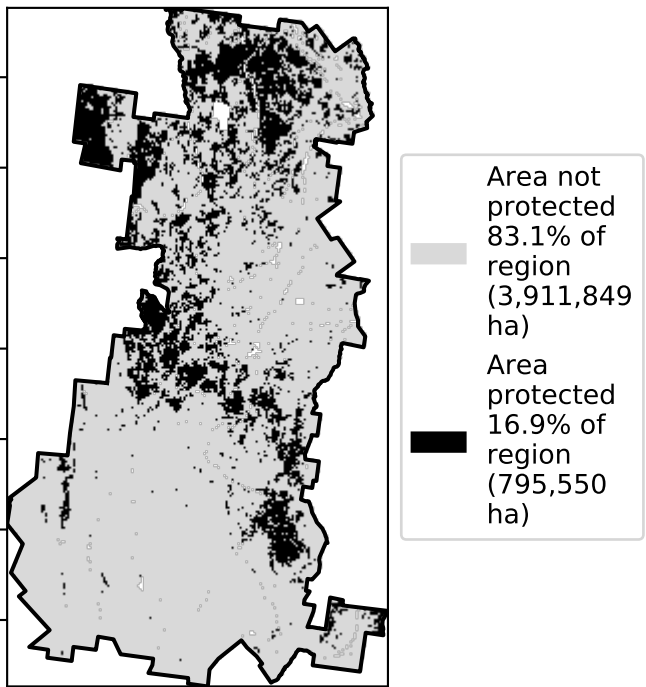 Area not
protected
83.1% of
region
(3,911,849
ha)
Area
protected
16.9% of
region
(795,550
ha)